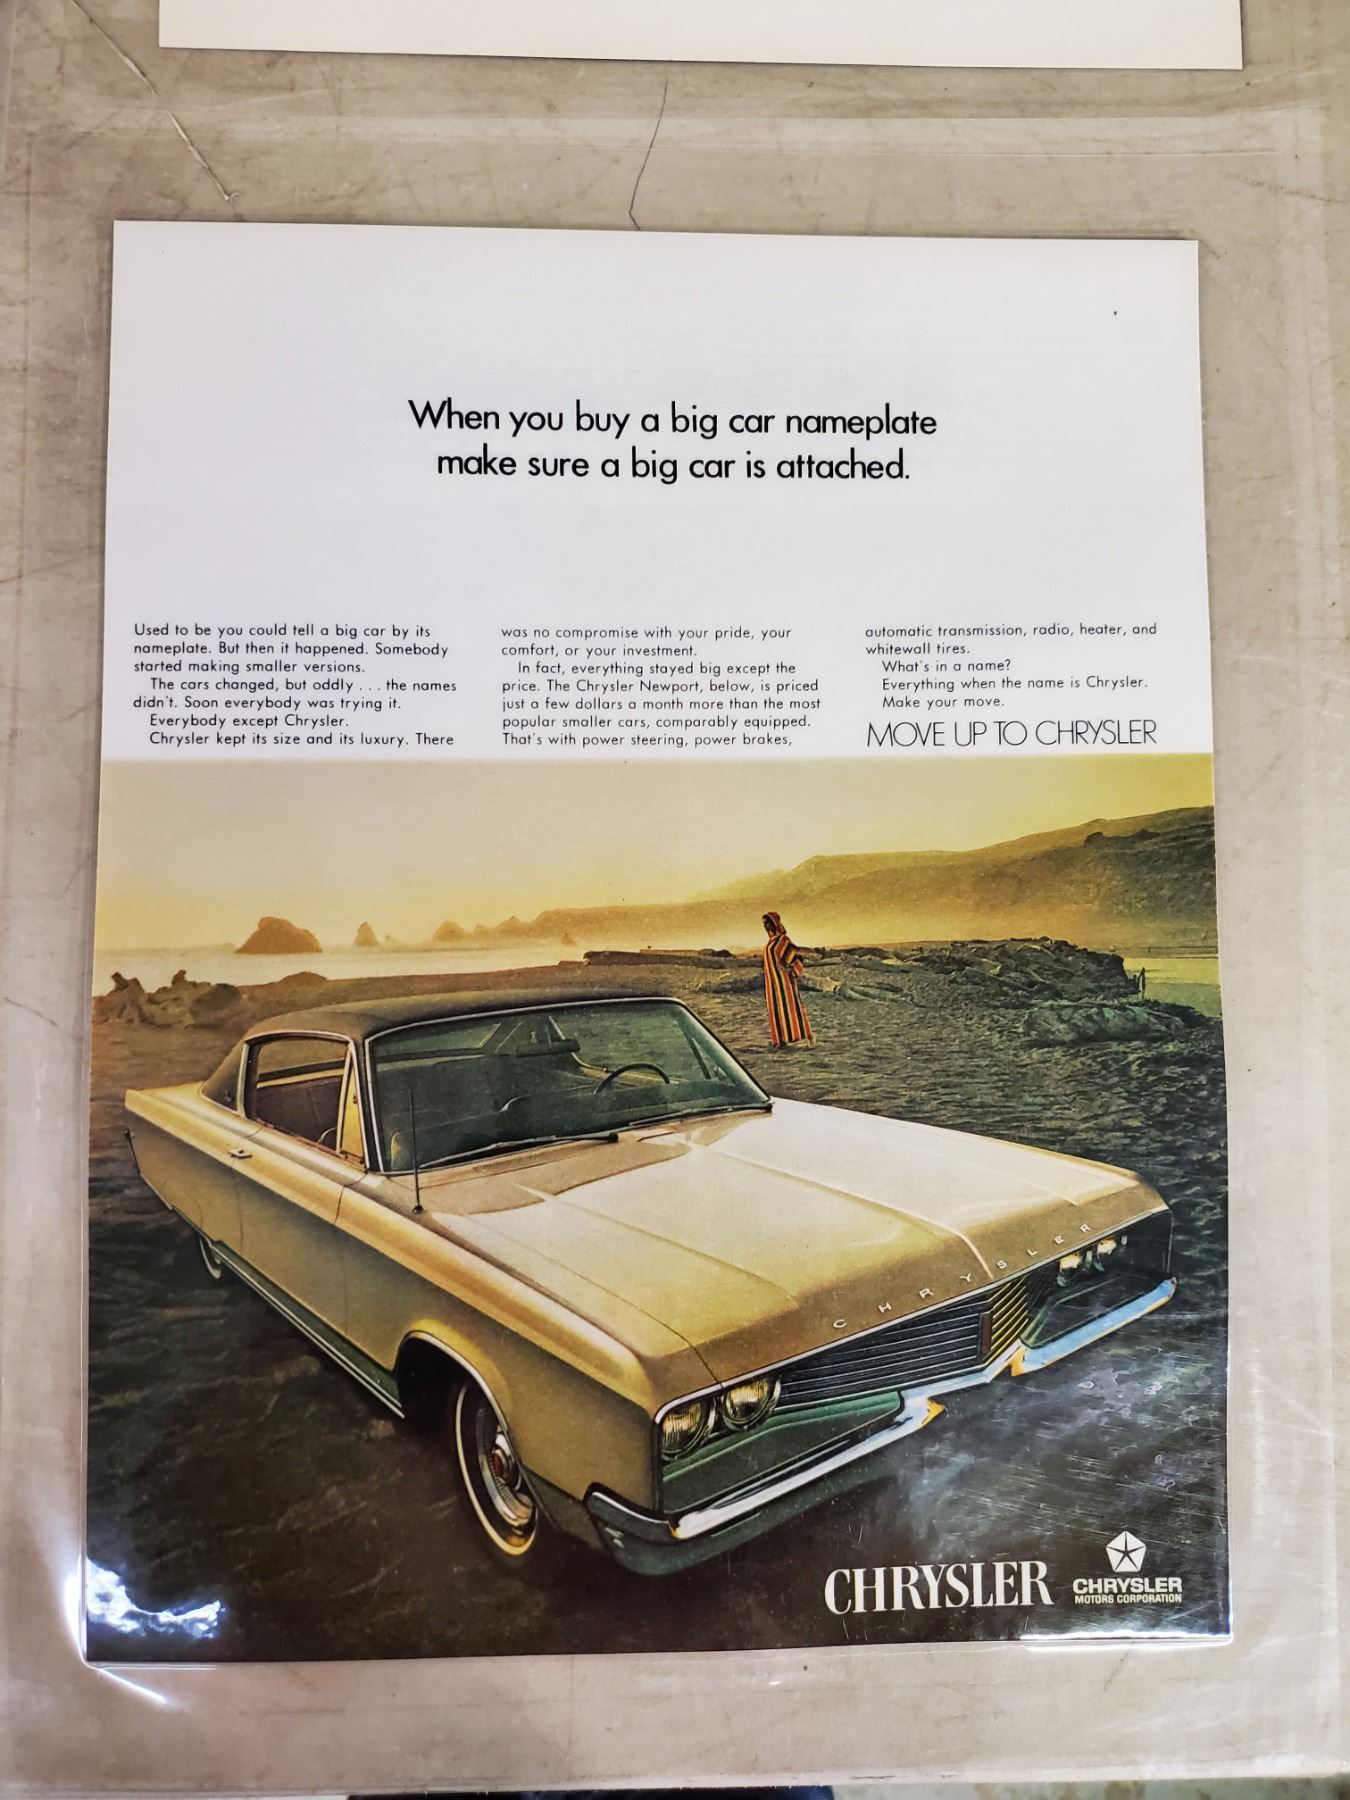 When you buy a big car nameplate
make sure a big car is attached.
Used to be you could tell a big car by its
nameplate. But then it happened. Somebody
started making smaller versions.
The cars changed, but oddly . . . the names
didn't. Soon everybody was trying it.
Everybody except Chrysler.
Chrysler kept its size and its luxury. There
was no compromise with your pride, your
comfort, or your investment.
In fact, everything stayed big except the
price. The Chrysler Newport, below, is priced
just a few dollars a month more than the most
popular smaller cars, comparably equipped.
That's with power steering, power brakes,
automatic transmission, radio, heater, and
whitewall tires.
What's in a name?
Everything when the name is Chrysler.
Make your move.
MOVE UP TO CHRYSLER
CHRYSLER
CHRYSLER
CHRYSLER
MOTORS CORPORATION